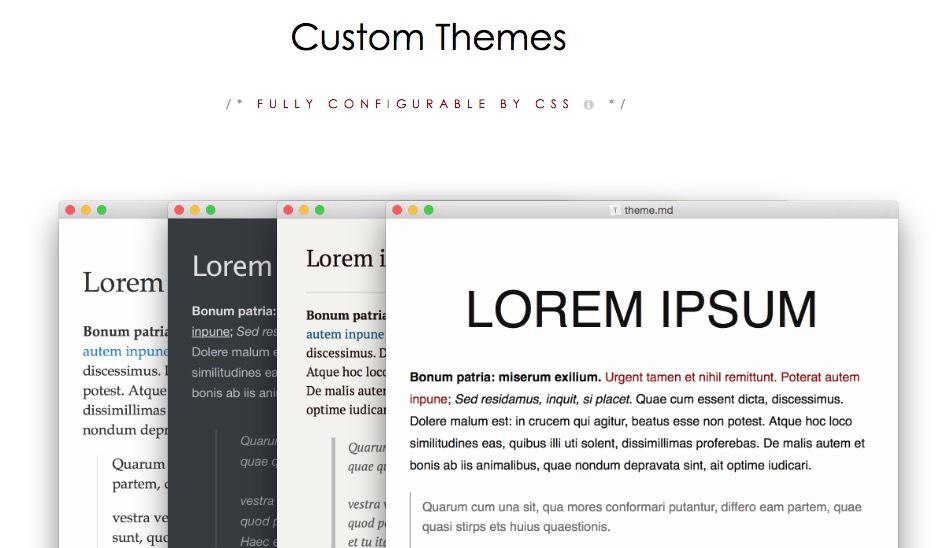 Custom Themes
/* FULLY CONFIGURABLE BY CSS */
theme.md
Lorem
Bonum patria
autem inpune
discessimus.
potest. Atque
dissimillimas
nondum depr
Quarum
partem,
vestra ve
sunt, quo
Lorem
Bonum patria:
inpune; Sed res
Dolere malum e
similitudines ea
bonis ab iis ani
Quarum
quae q
vestra
quod p
Haec e
Lorem i
Bonum patria
autem inpune
discessimus. D
Atque hoc loco
De malis auten
optime iudicar
Quarum
quae qu
vestra v
quod pe
et tu ita
LOREM IPSUM
Bonum patria: miserum exilium. Urgent tamen et nihil remittunt. Poterat autem
inpune; Sed residamus, inquit, si placet. Quae cum essent dicta, discessimus.
Dolere malum est: in crucem qui agitur, beatus esse non potest. Atque hoc loco
similitudines eas, quibus illi uti solent, dissimillimas proferebas. De malis autem et
bonis ab iis animalibus, quae nondum depravata sint, ait optime iudicari.
Quarum cum una sit, qua mores conformari putantur, differo eam partem, quae
quasi stirps ets huius quaestionis.